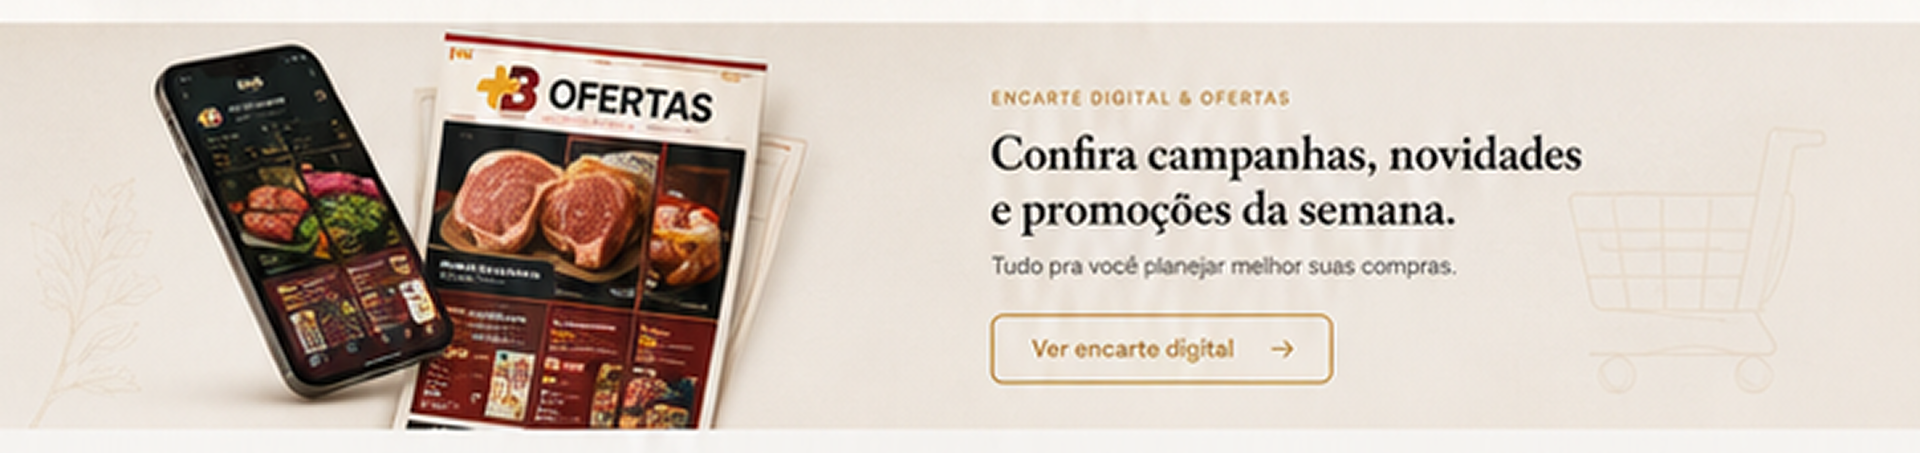 +B OFERTAS
ENCARTE DIGITAL & OFERTAS
Confira campanhas, novidades
e promoções da semana.
Tudo pra você planejar melhor suas compras.
Ver encarte digital →